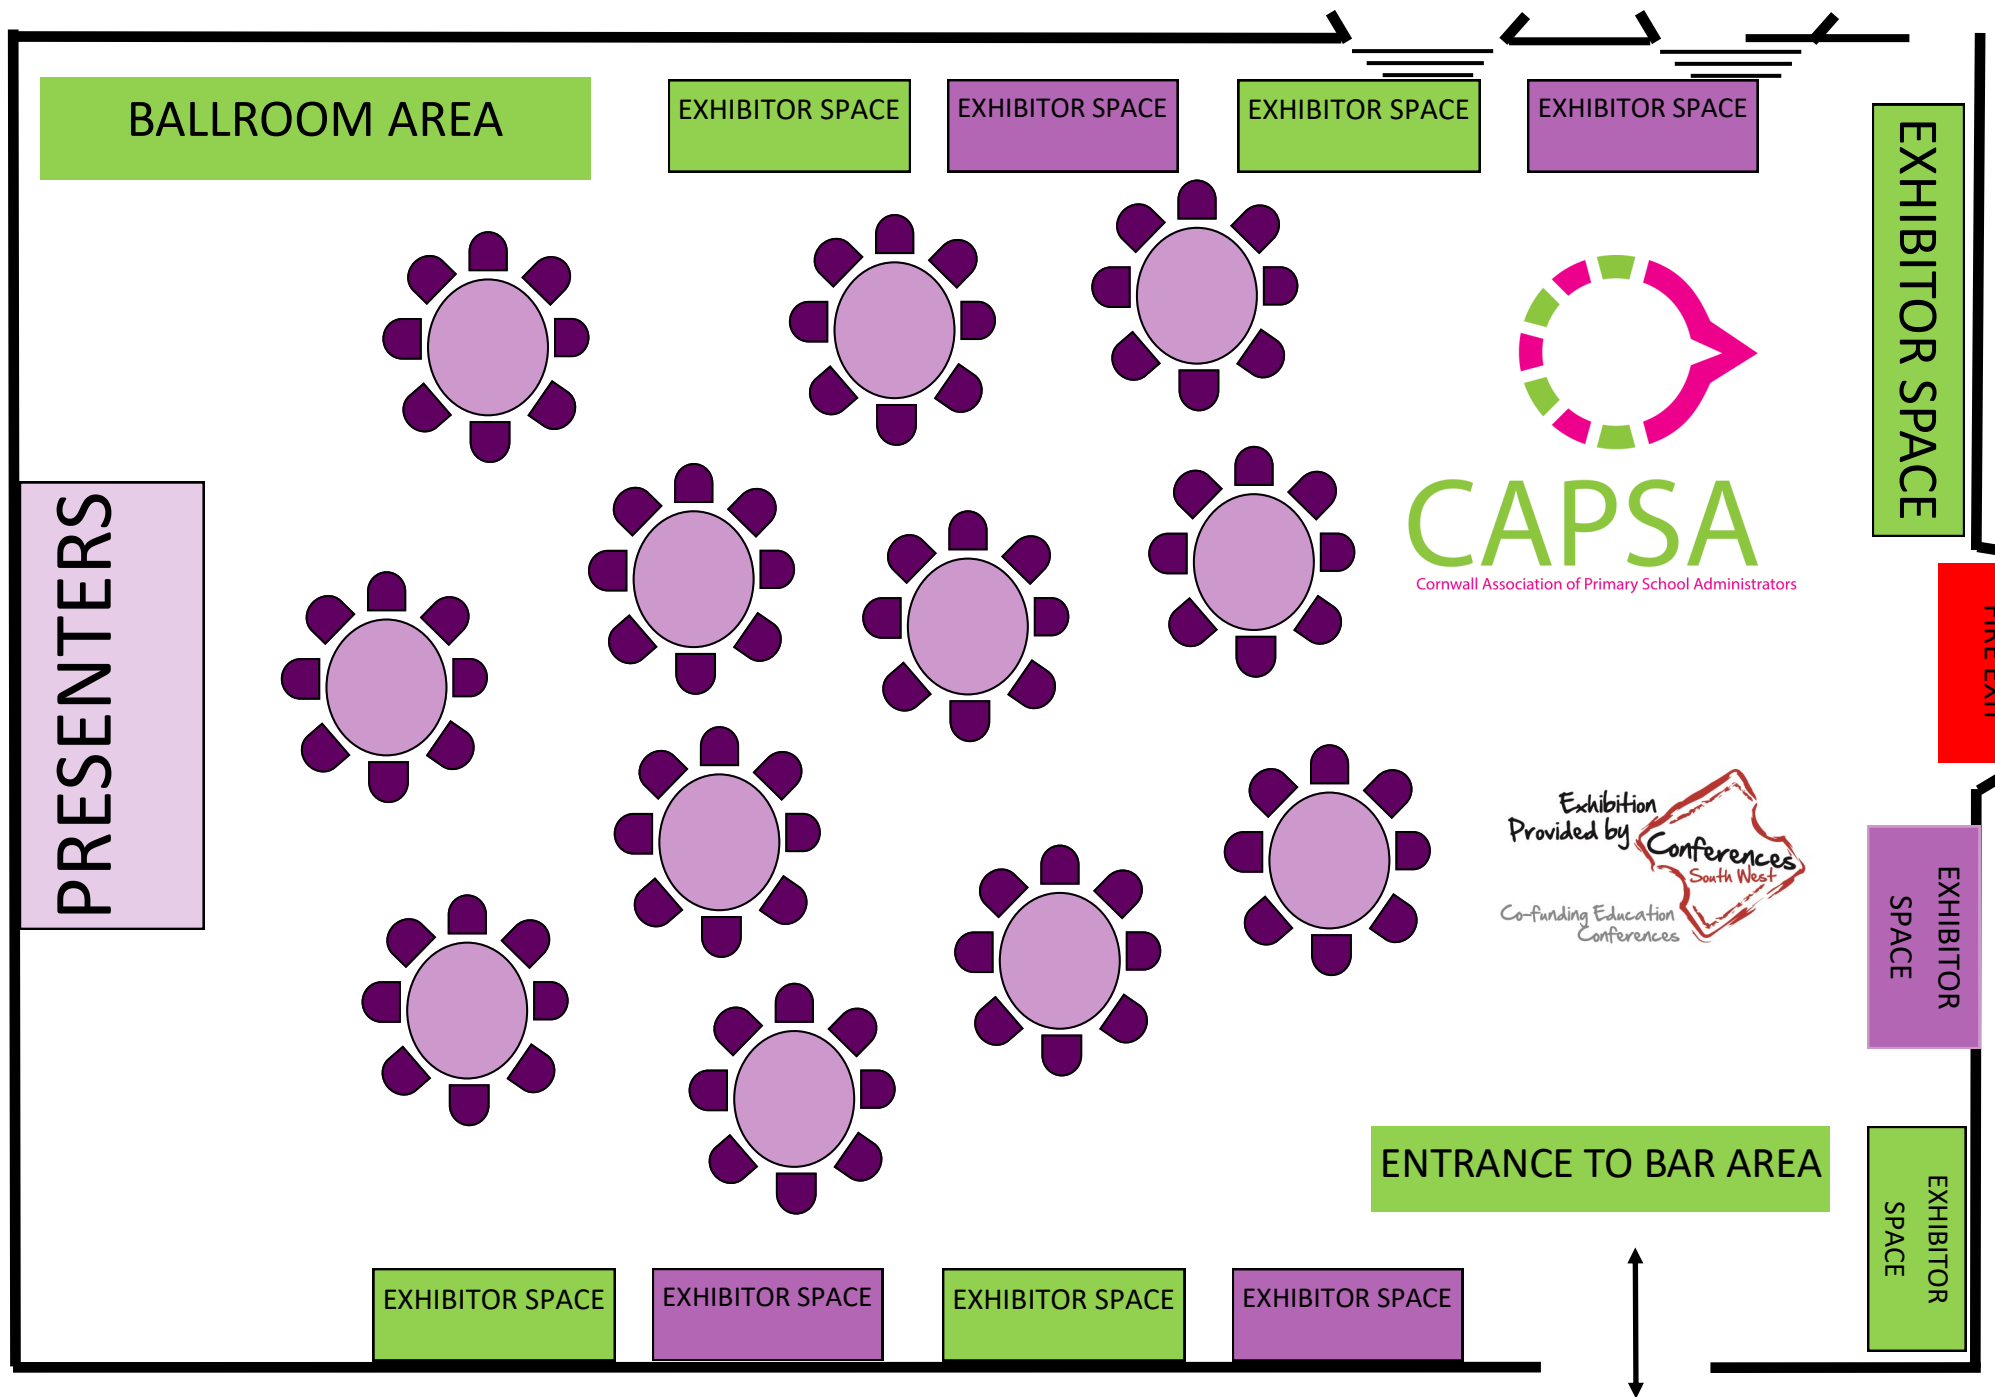 BALLROOM AREA
EXHIBITOR SPACE
EXHIBITOR SPACE
EXHIBITOR SPACE
EXHIBITOR SPACE
EXHIBITOR SPACE
PRESENTERS
CAPSA
Cornwall Association of Primary School Administrators
FIRE EXIT
Exhibition
Provided by
Conferences
South West
Co-funding Education
Conferences
EXHIBITOR
SPACE
ENTRANCE TO BAR AREA
EXHIBITOR
SPACE
EXHIBITOR SPACE
EXHIBITOR SPACE
EXHIBITOR SPACE
EXHIBITOR SPACE